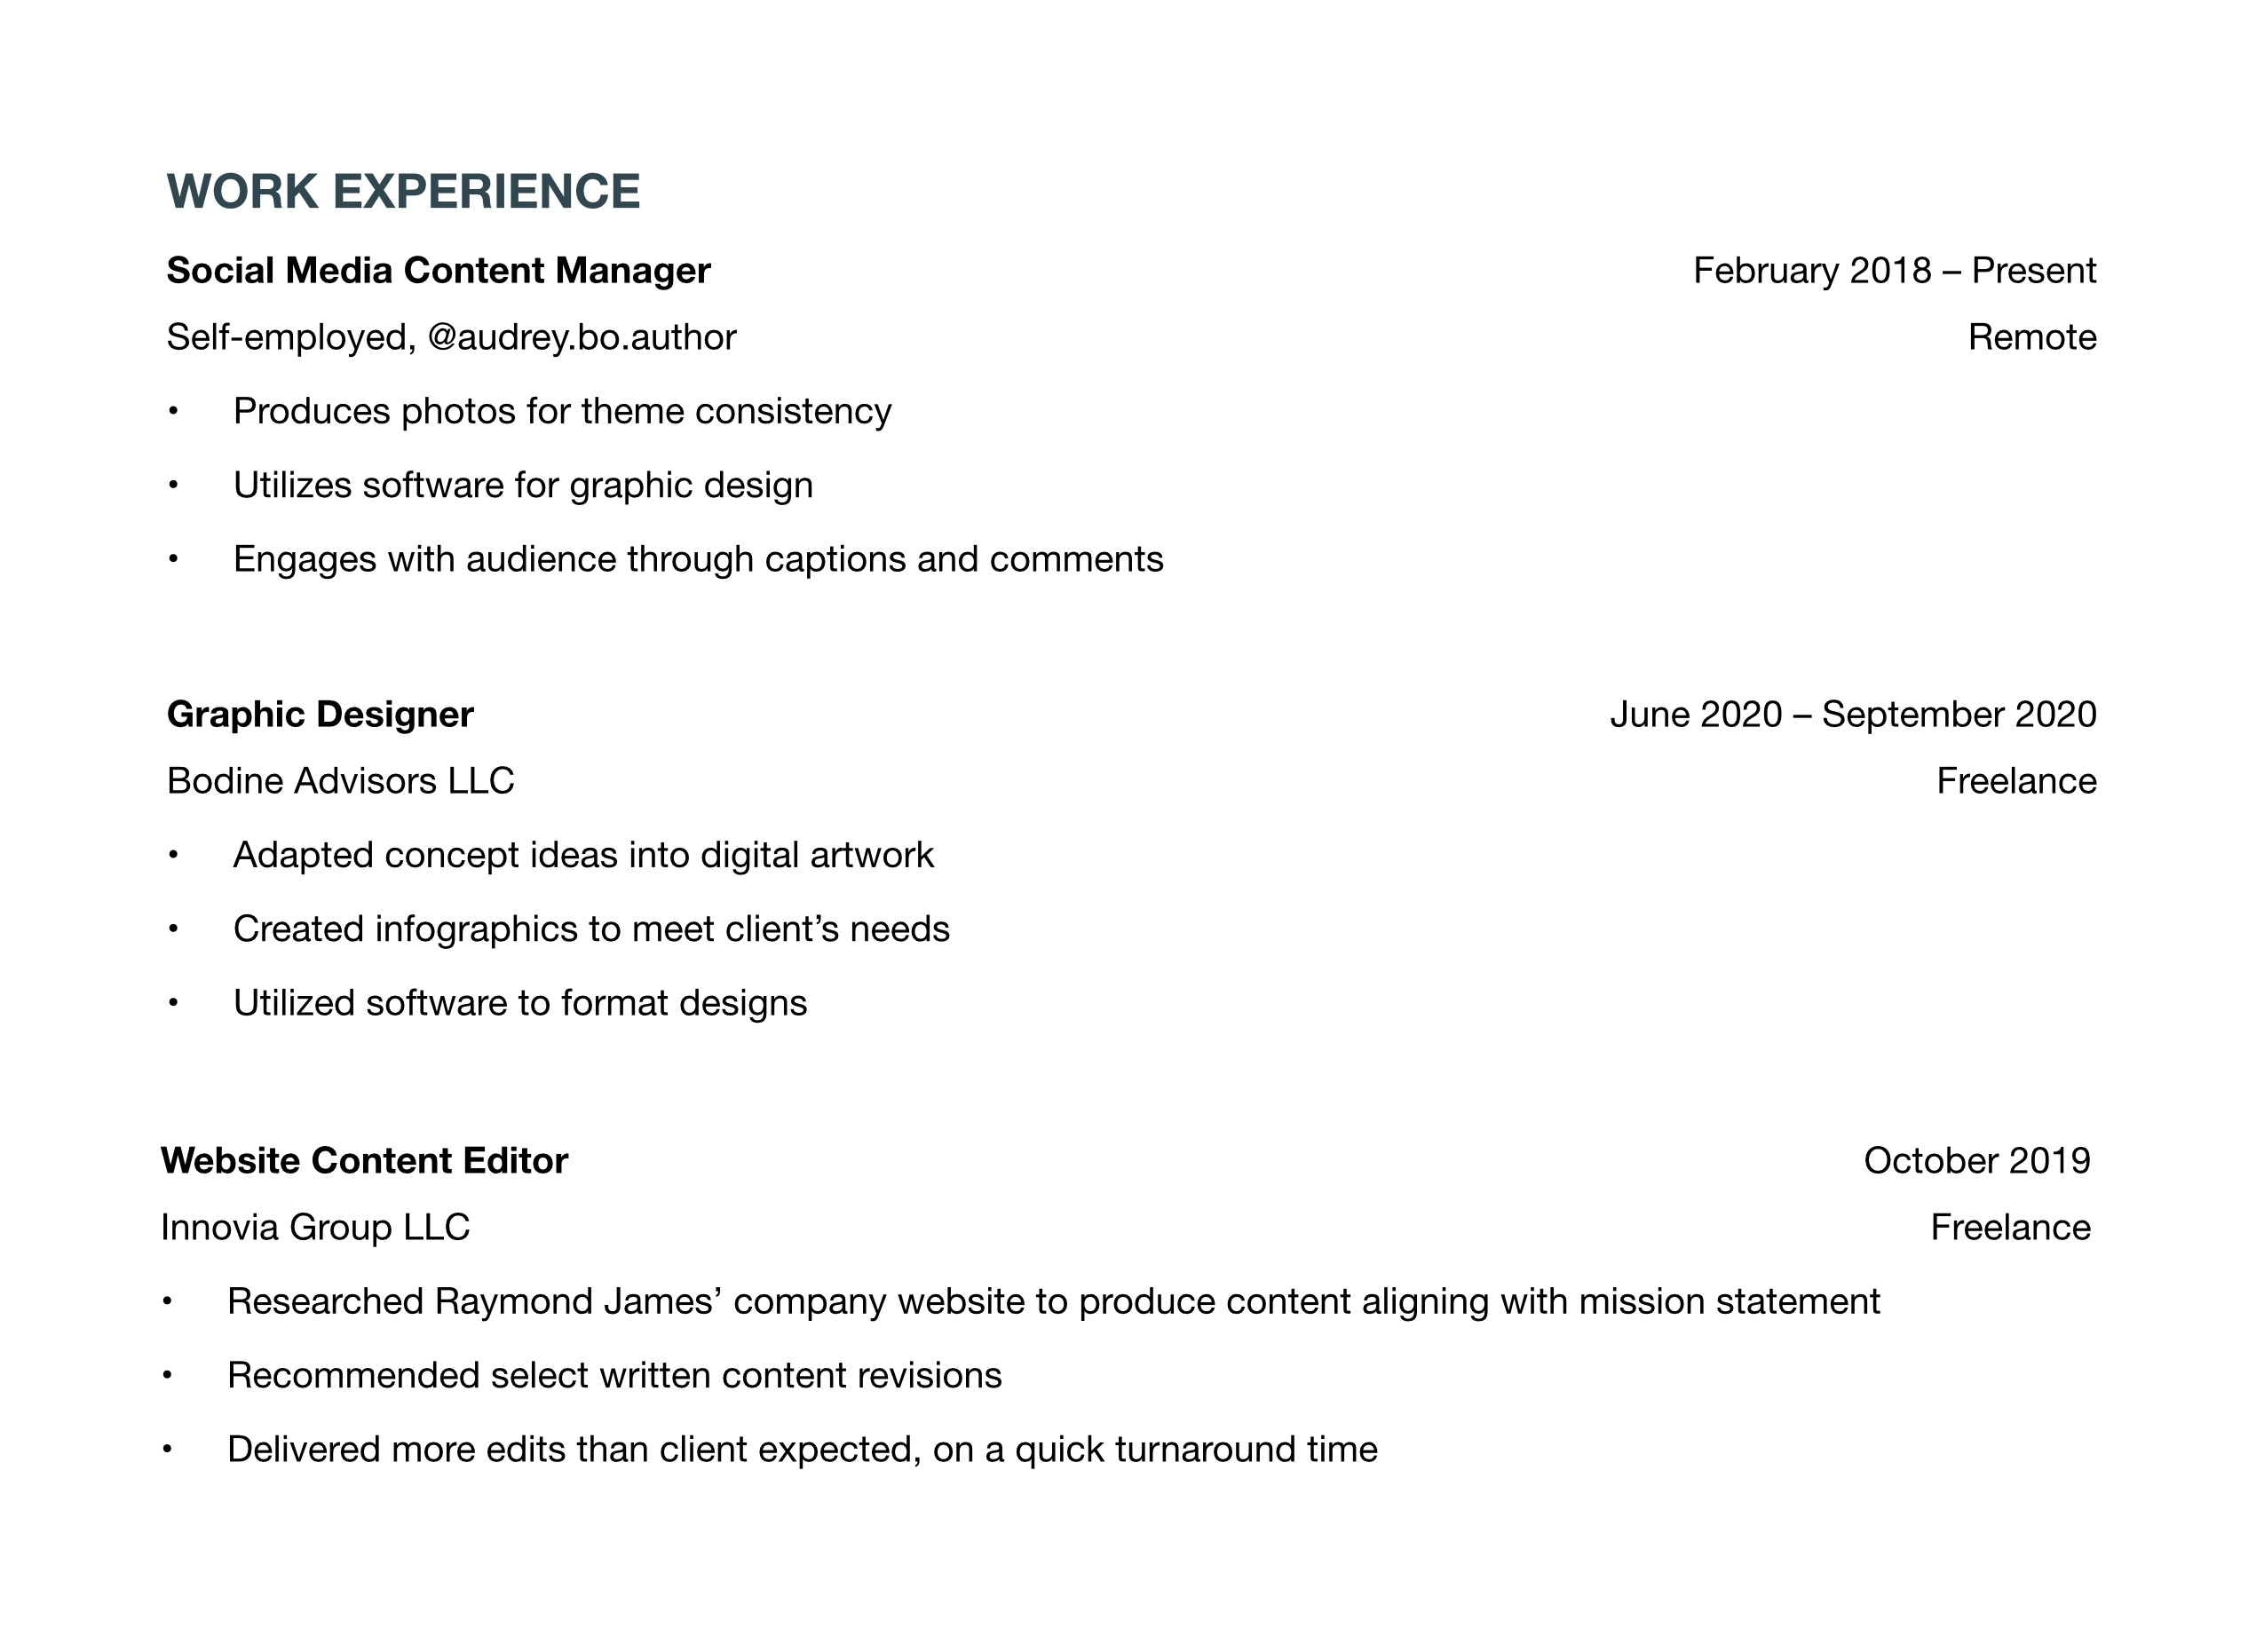 WORK EXPERIENCE
Social Media Content Manager February 2018 – Present
Self-employed, @audrey.bo.author Remote
• Produces photos for theme consistency
• Utilizes software for graphic design
• Engages with audience through captions and comments
Graphic Designer June 2020 – September 2020
Bodine Advisors LLC Freelance
• Adapted concept ideas into digital artwork
• Created infographics to meet client’s needs
• Utilized software to format designs
Website Content Editor October 2019
Innovia Group LLC Freelance
• Researched Raymond James’ company website to produce content aligning with mission statement
• Recommended select written content revisions
• Delivered more edits than client expected, on a quick turnaround time